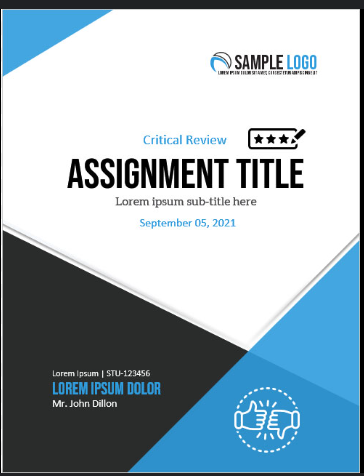 SAMPLE LOGO
Critical Review
ASSIGNMENT TITLE
Lorem ipsum sub-title here
September 05, 2021
Lorem Ipsum | STU-123456
LOREM IPSUM DOLOR
Mr. John Dillon